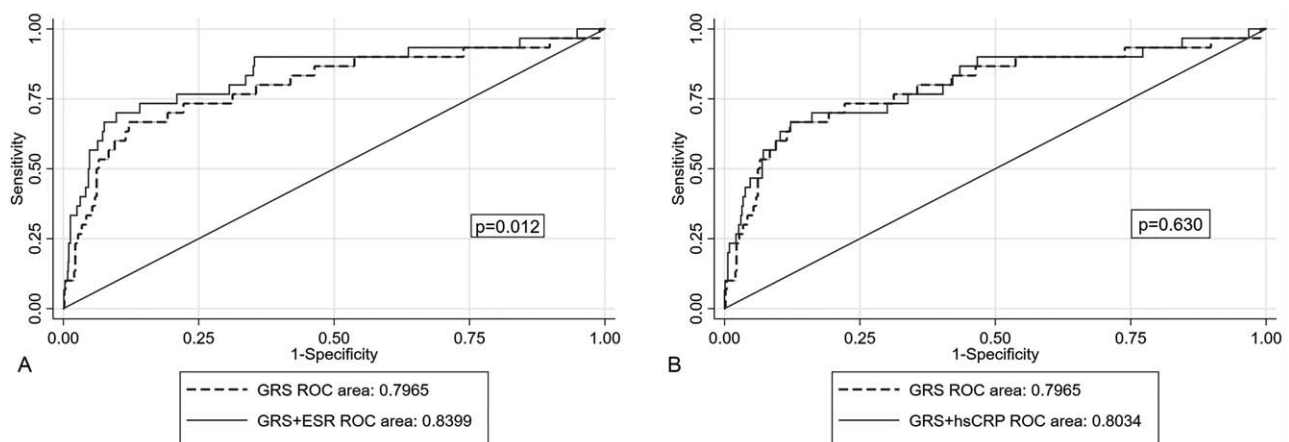 1.00
0.75
Sensitivity
0.50
0.25
0.00
p=0.012
0.00 0.25 0.50 0.75 1.00
1-Specificity
A
GRS ROC area: 0.7965
GRS+ESR ROC area: 0.8399
1.00
0.75
Sensitivity
0.50
0.25
0.00
p=0.630
0.00 0.25 0.50 0.75 1.00
1-Specificity
B
GRS ROC area: 0.7965
GRS+hsCRP ROC area: 0.8034